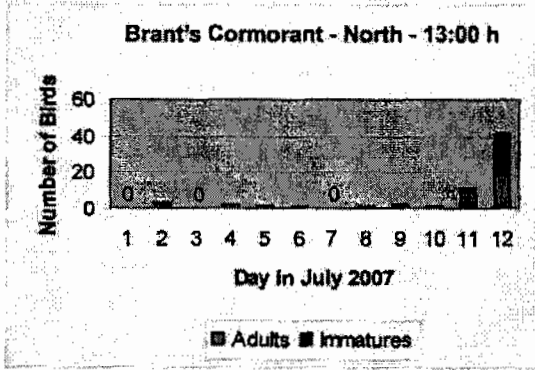 Brant's Cormorant - North - 13:00 h
Number of Birds
60
40
20
0
0 0 0
1 2 3 4 5 6 7 8 9 10 11 12
Day in July 2007
Adults Immatures